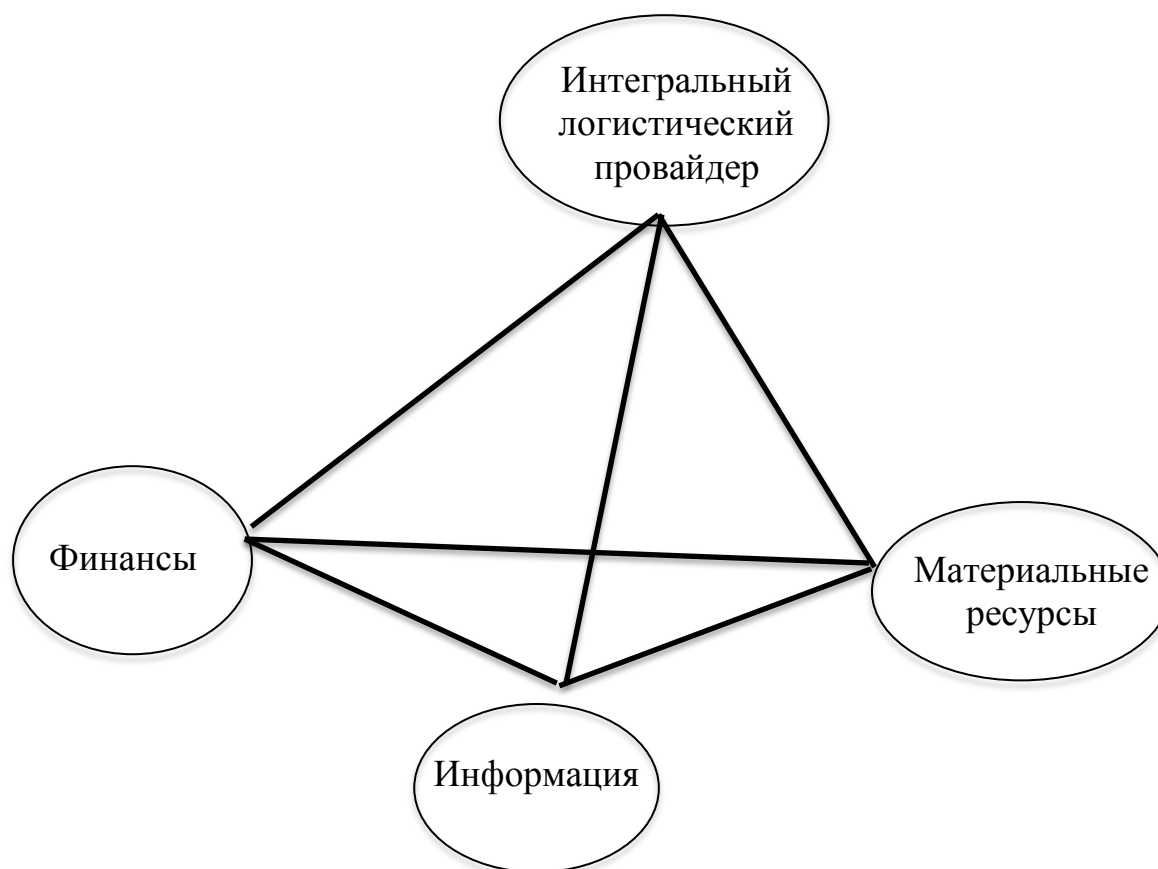 Интегральный
логистический
провайдер
Финансы
Материальные
ресурсы
Информация